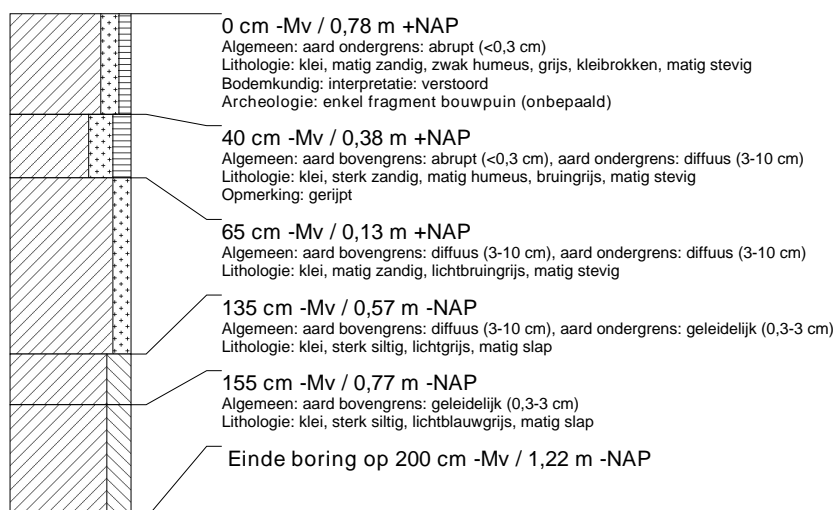 0 cm -Mv / 0,78 m +NAP
Algemeen: aard ondergrens: abrupt (<0,3 cm)
Lithologie: klei, matig zandig, zwak humeus, grijs, kleibrokken, matig stevig
Bodemkundig: interpretatie: verstoord
Archeologie: enkel fragment bouwpuin (onbepaald)
40 cm -Mv / 0,38 m +NAP
Algemeen: aard bovengrens: abrupt (<0,3 cm), aard ondergrens: diffuus (3-10 cm)
Lithologie: klei, sterk zandig, matig humeus, bruingrijs, matig stevig
Opmerking: gerijpt
65 cm -Mv / 0,13 m +NAP
Algemeen: aard bovengrens: diffuus (3-10 cm), aard ondergrens: diffuus (3-10 cm)
Lithologie: klei, matig zandig, lichtbruingrijs, matig stevig
135 cm -Mv / 0,57 m -NAP
Algemeen: aard bovengrens: diffuus (3-10 cm), aard ondergrens: geleidelijk (0,3-3 cm)
Lithologie: klei, sterk siltig, lichtgrijs, matig slap
155 cm -Mv / 0,77 m -NAP
Algemeen: aard bovengrens: geleidelijk (0,3-3 cm)
Lithologie: klei, sterk siltig, lichtblauwgrijs, matig slap
Einde boring op 200 cm -Mv / 1,22 m -NAP